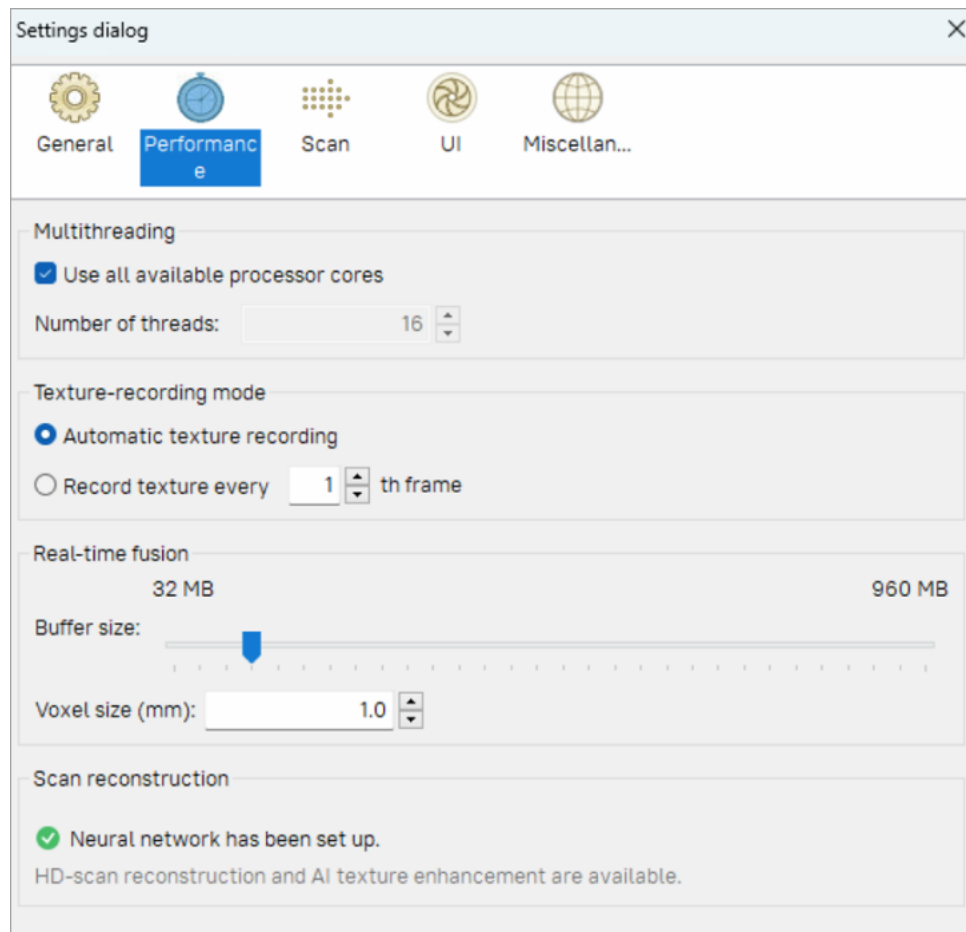 Settings dialog
General
Performanc
e
Scan
UI
Miscellan...
Multithreading
Use all available processor cores
Number of threads: 16
Texture-recording mode
Automatic texture recording
Record texture every 1 th frame
Real-time fusion
32 MB 960 MB
Buffer size:
Voxel size (mm): 1.0
Scan reconstruction
Neural network has been set up.
HD-scan reconstruction and AI texture enhancement are available.